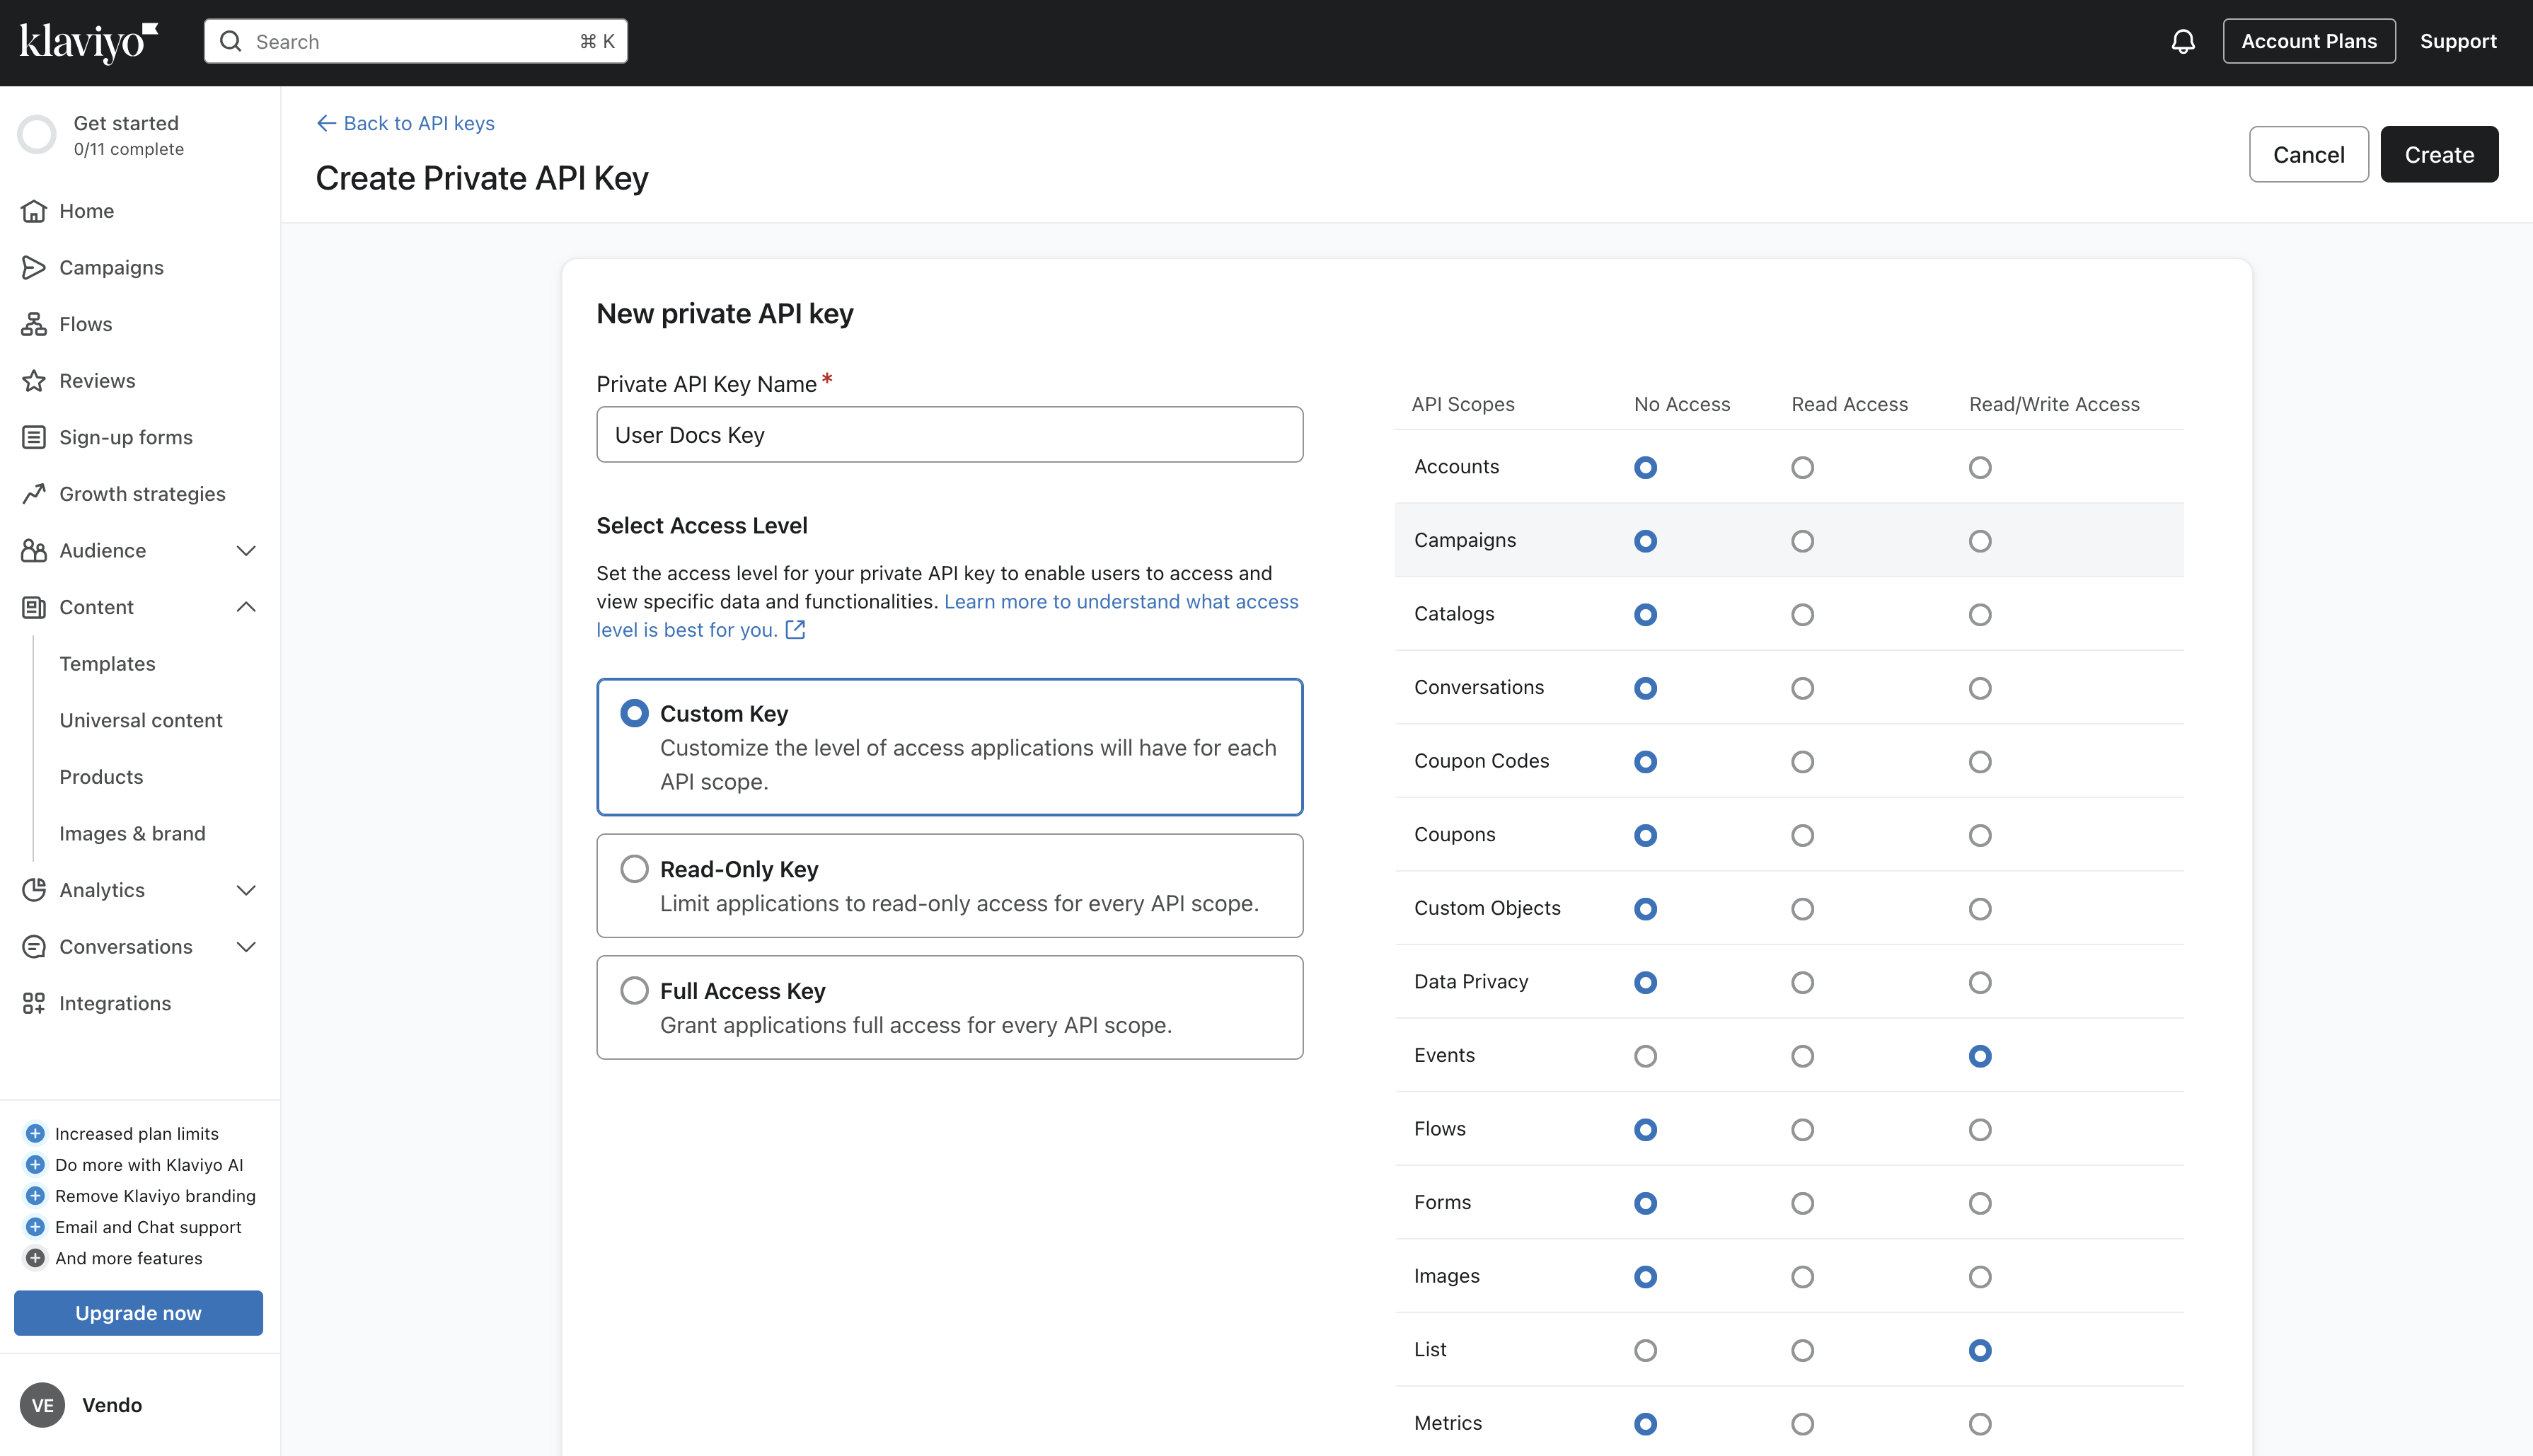 klaviyo
Search
⌘ K
Account Plans
Support
Get started
0/11 complete
Home
Campaigns
Flows
Reviews
Sign-up forms
Growth strategies
Audience
Content
Templates
Universal content
Products
Images & brand
Analytics
Conversations
Integrations
Increased plan limits
Do more with Klaviyo AI
Remove Klaviyo branding
Email and Chat support
And more features
Upgrade now
VE
Vendo
Back to API keys
Create Private API Key
Cancel
Create
New private API key
Private API Key Name*
User Docs Key
Select Access Level
Set the access level for your private API key to enable users to access and
view specific data and functionalities. Learn more to understand what access
level is best for you.
Custom Key
Customize the level of access applications will have for each
API scope.
Read-Only Key
Limit applications to read-only access for every API scope.
Full Access Key
Grant applications full access for every API scope.
API Scopes No Access Read Access Read/Write Access
Accounts
Campaigns
Catalogs
Conversations
Coupon Codes
Coupons
Custom Objects
Data Privacy
Events
Flows
Forms
Images
List
Metrics